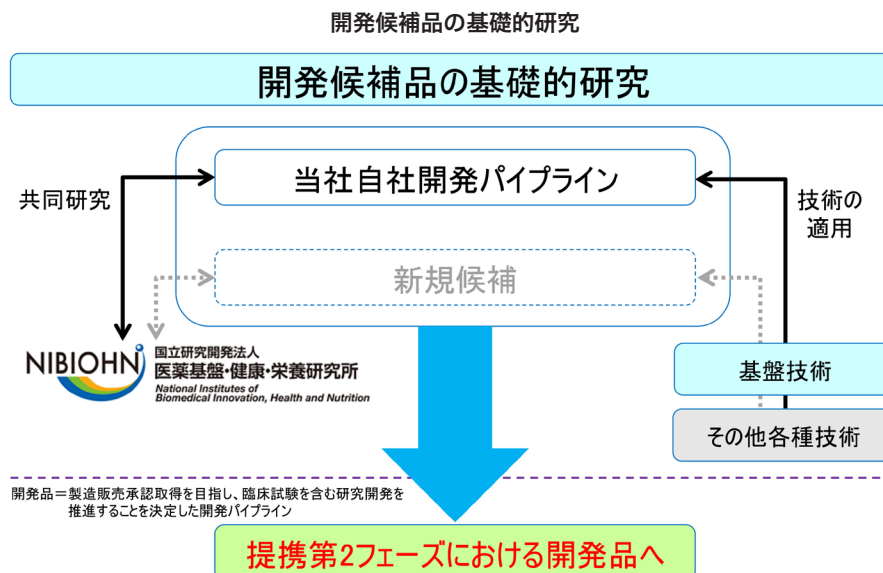 開発候補品の基礎的研究
開発候補品の基礎的研究
当社自社開発パイプライン
共同研究
技術の
適用
新規候補
NIBIOHN
国立研究開発法人
医薬基盤・健康・栄養研究所
National Institutes of
Biomedical Innovation, Health and Nutrition
基盤技術
その他各種技術
開発品＝製造販売承認取得を目指し、臨床試験を含む研究開発を
推進することを決定した開発パイプライン
提携第2フェーズにおける開発品へ